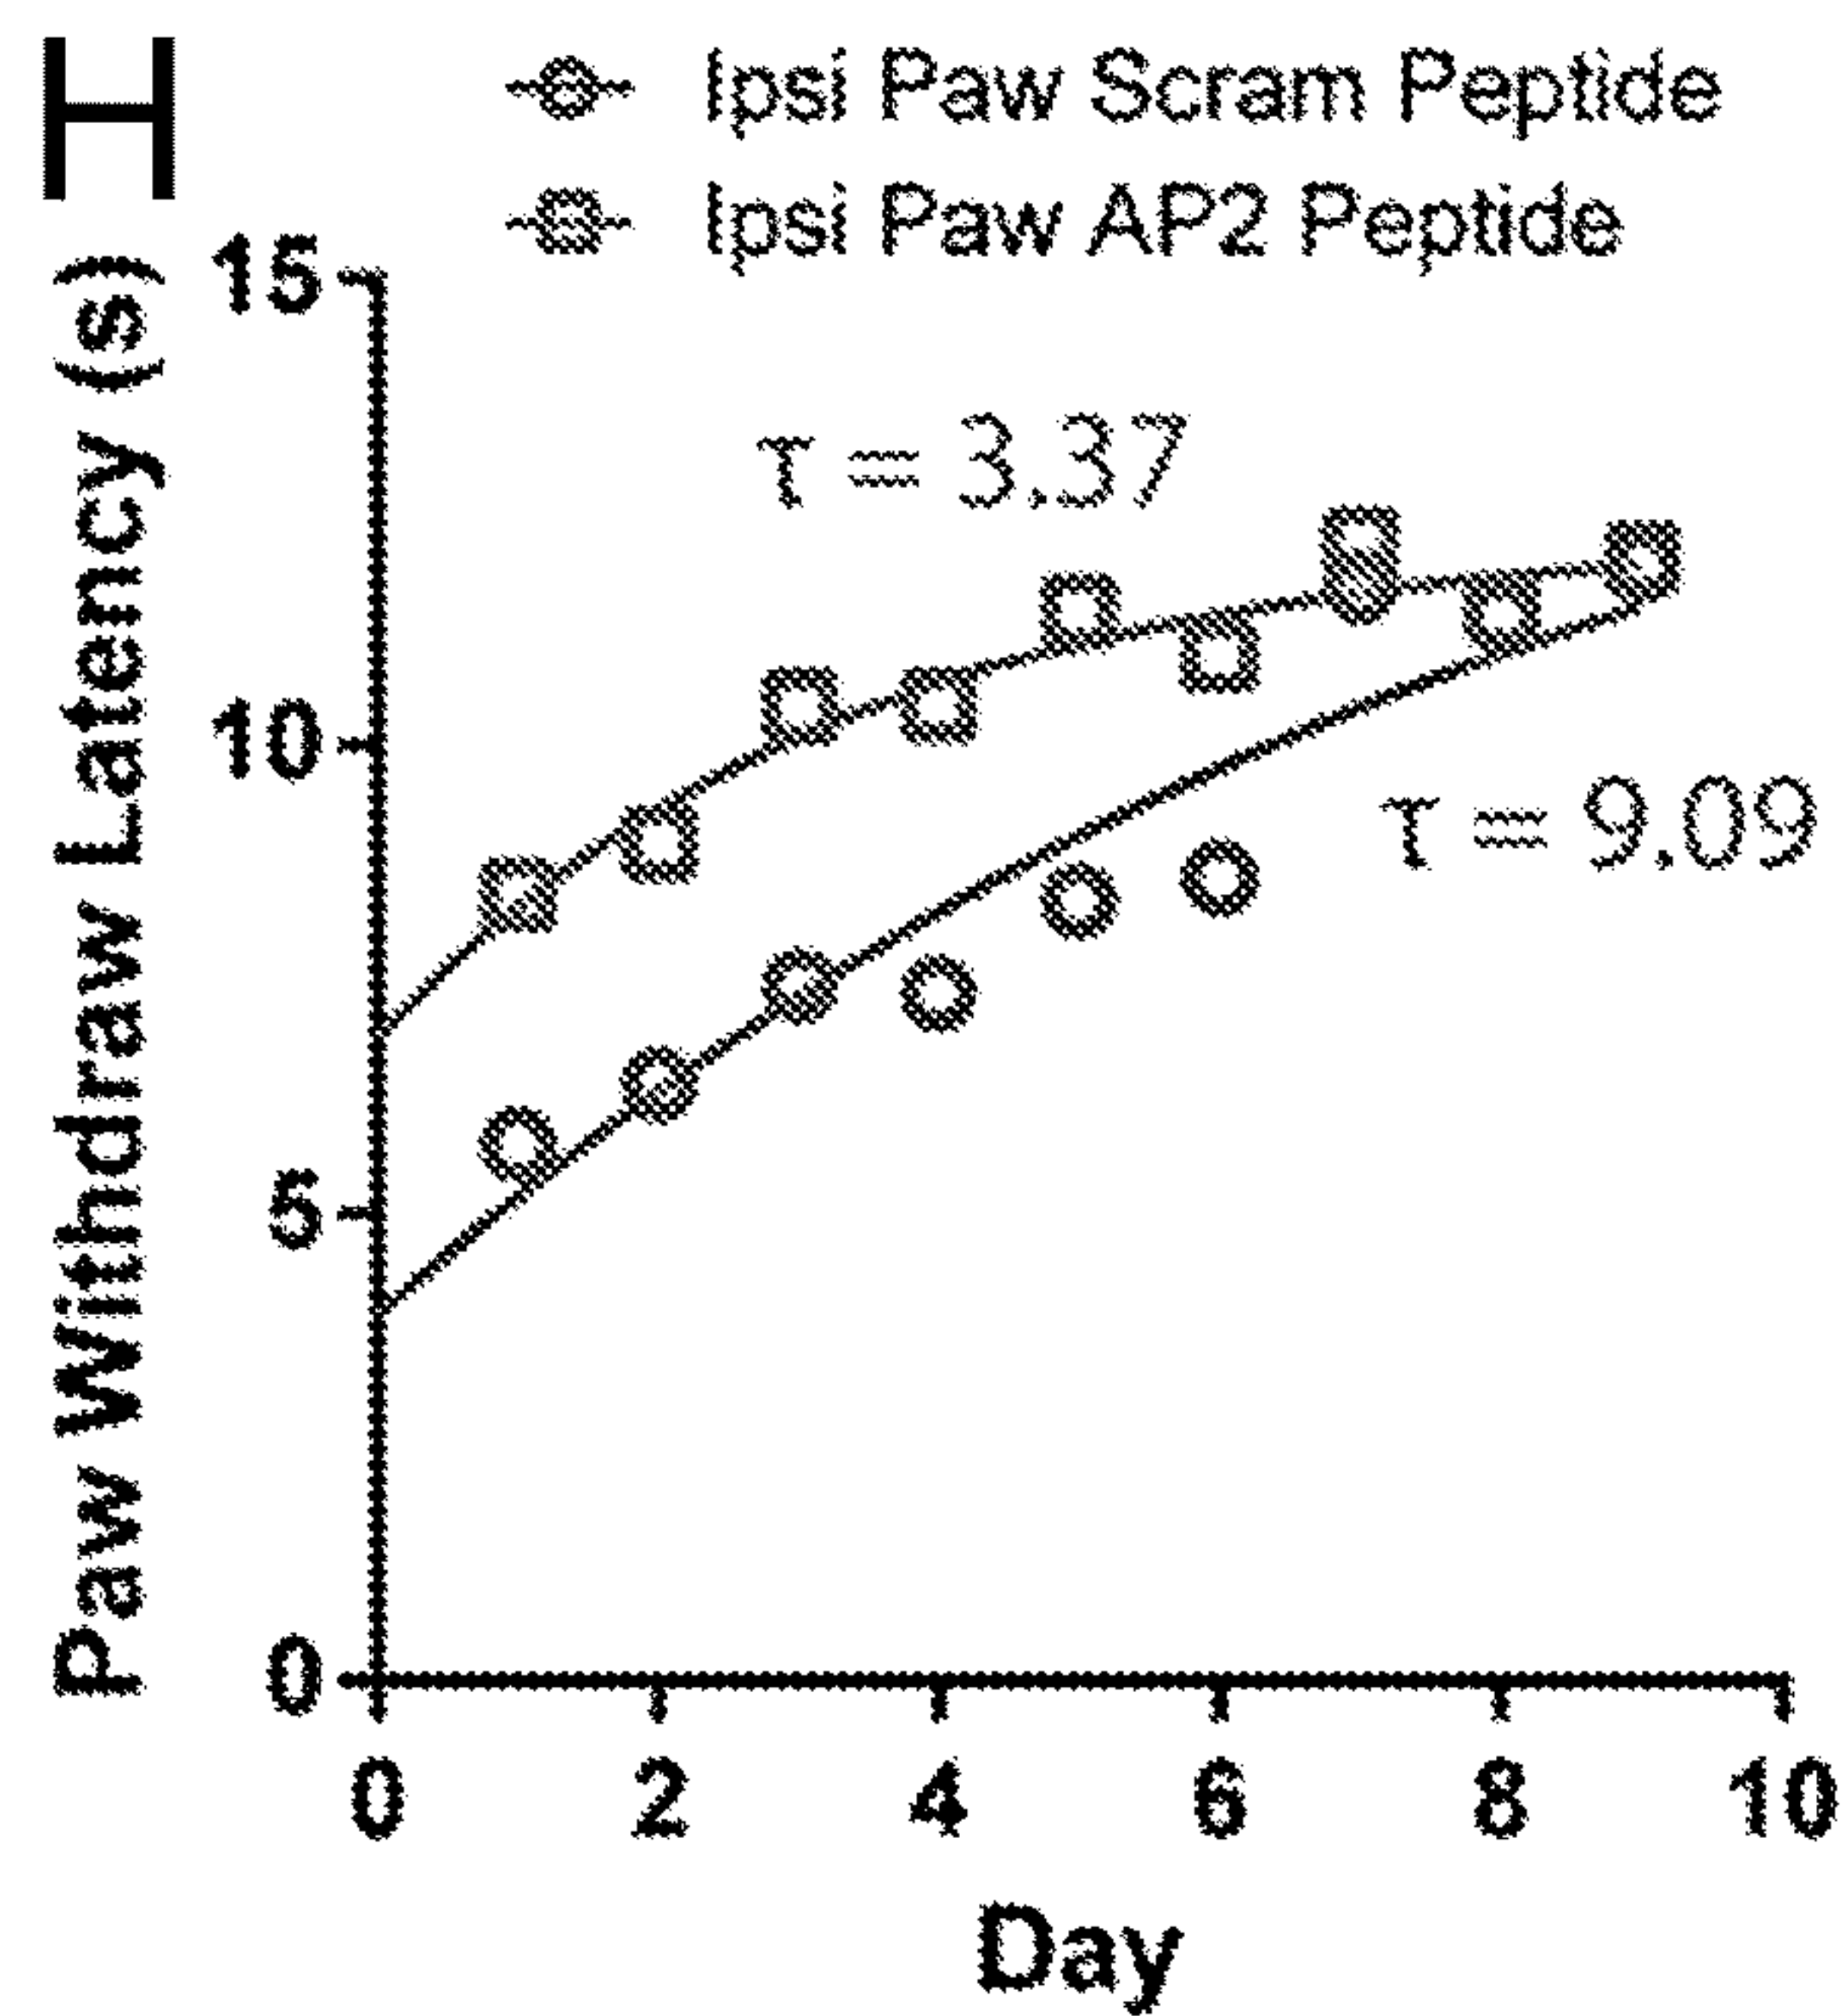 H
Ipsi Paw Scram Peptide
Ipsi Paw AP2 Peptide
Paw Withdraw Latency (s)
15
10
5
0
τ = 3.37
τ = 9.09
0 2 4 6 8 10
Day